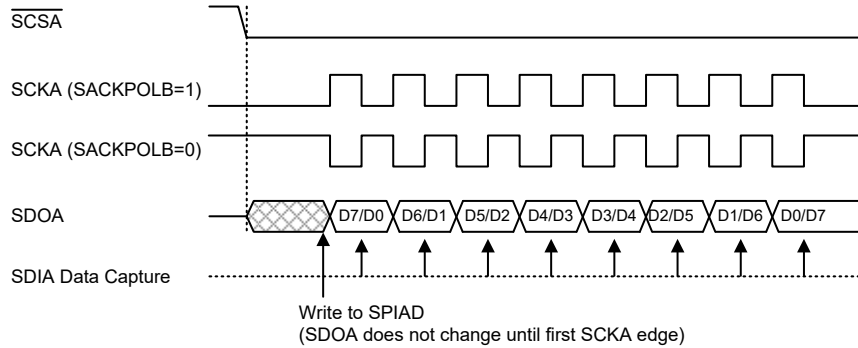 SCSA
SCKA (SACKPOLB=1)
SCKA (SACKPOLB=0)
SDOA D7/D0 D6/D1 D5/D2 D4/D3 D3/D4 D2/D5 D1/D6 D0/D7
SDIA Data Capture
Write to SPIAD
(SDOA does not change until first SCKA edge)